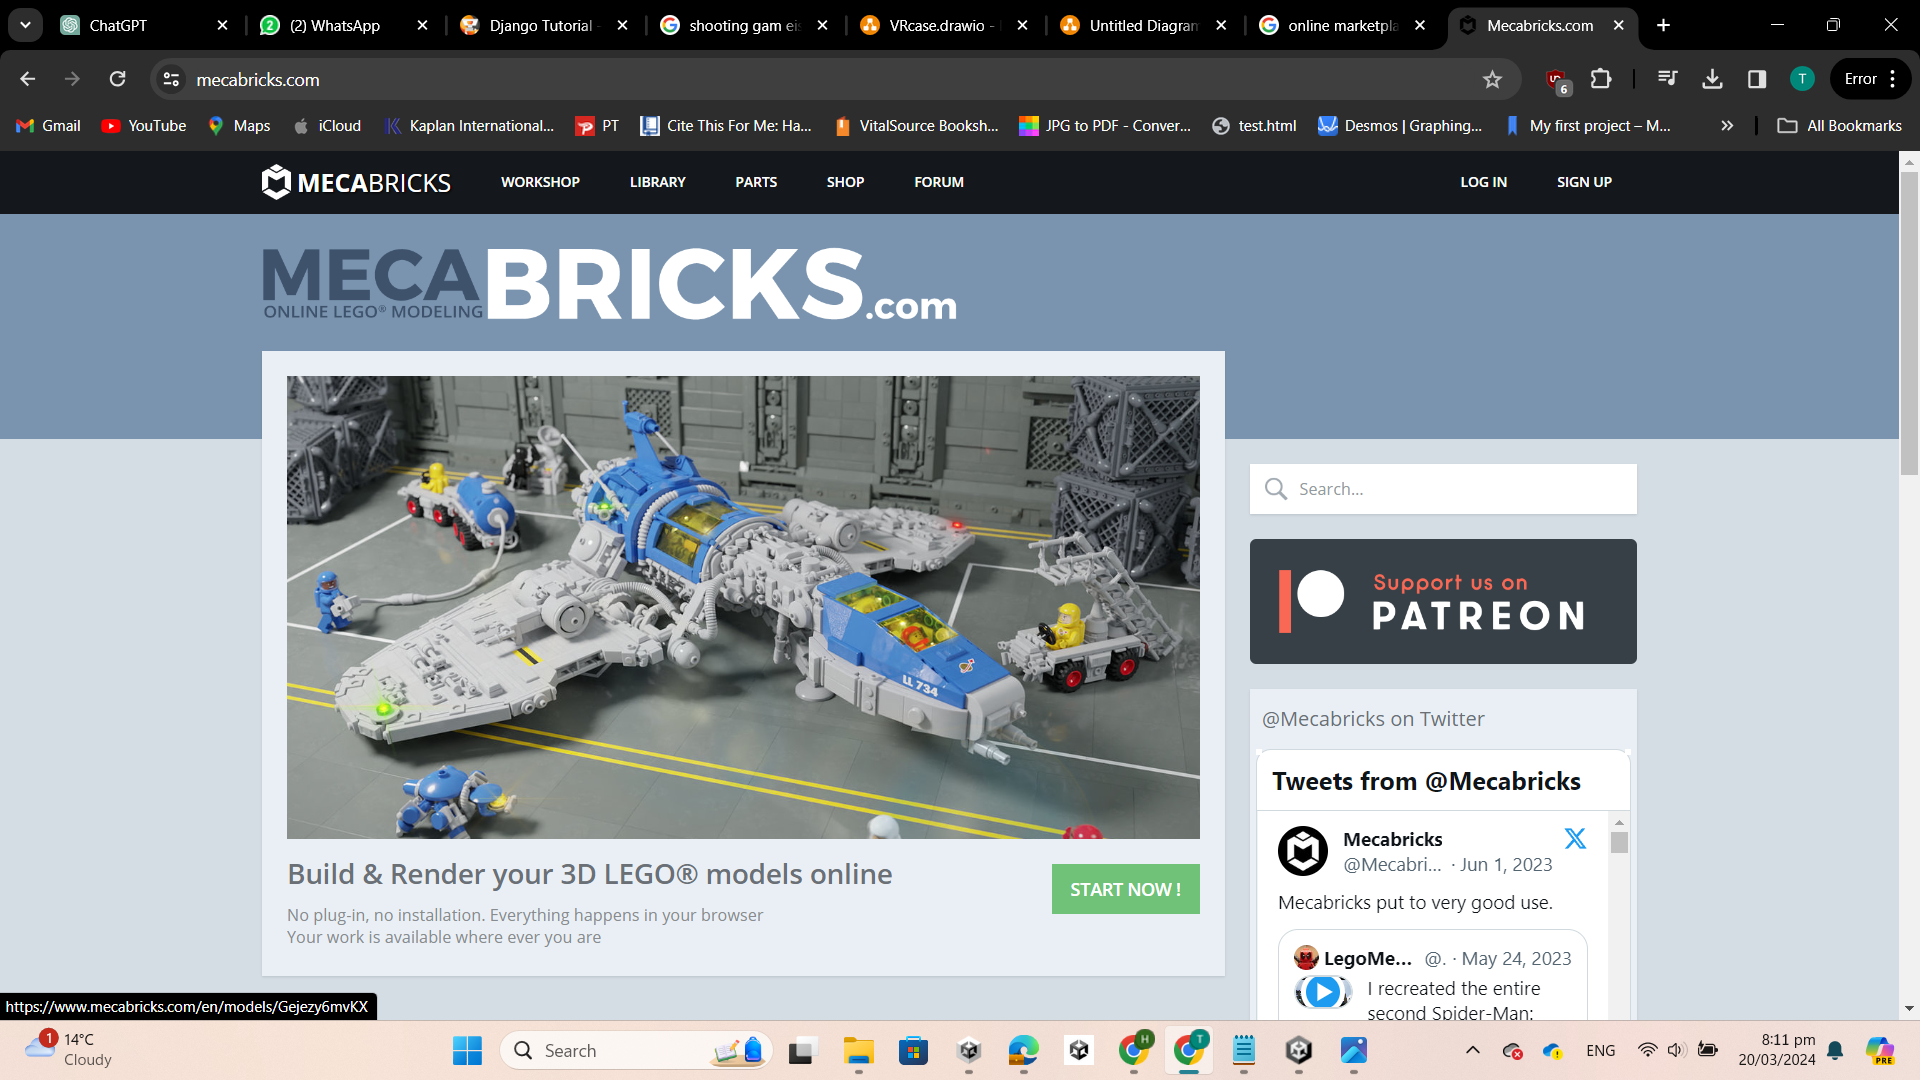 ChatGPT
(2) WhatsApp
Django Tutorial -
shooting gam eis
VRcase.drawio -
Untitled Diagram
online marketpla
Mecabricks.com
mecabricks.com
6
T
Error
Gmail
YouTube
Maps
iCloud
Kaplan International...
PT
Cite This For Me: Ha...
VitalSource Booksh...
JPG to PDF - Conver...
test.html
Desmos | Graphing...
My first project – M...
All Bookmarks
MECABRICKS
WORKSHOP
LIBRARY
PARTS
SHOP
FORUM
LOG IN
SIGN UP
MECABRICKS.com
ONLINE LEGO® MODELING
LL 734
Search...
Support us on
PATREON
@Mecabricks on Twitter
Tweets from @Mecabricks
Mecabricks
@Mecabri... · Jun 1, 2023
Mecabricks put to very good use.
LegoMe... @. · May 24, 2023
I recreated the entire
second Spider-Man:
Build & Render your 3D LEGO® models online
START NOW !
No plug-in, no installation. Everything happens in your browser
Your work is available where ever you are
https://www.mecabricks.com/en/models/Gejezy6mvKX
1
14°C
Cloudy
Search
H
T
ENG
8:11 pm
20/03/2024
PRE